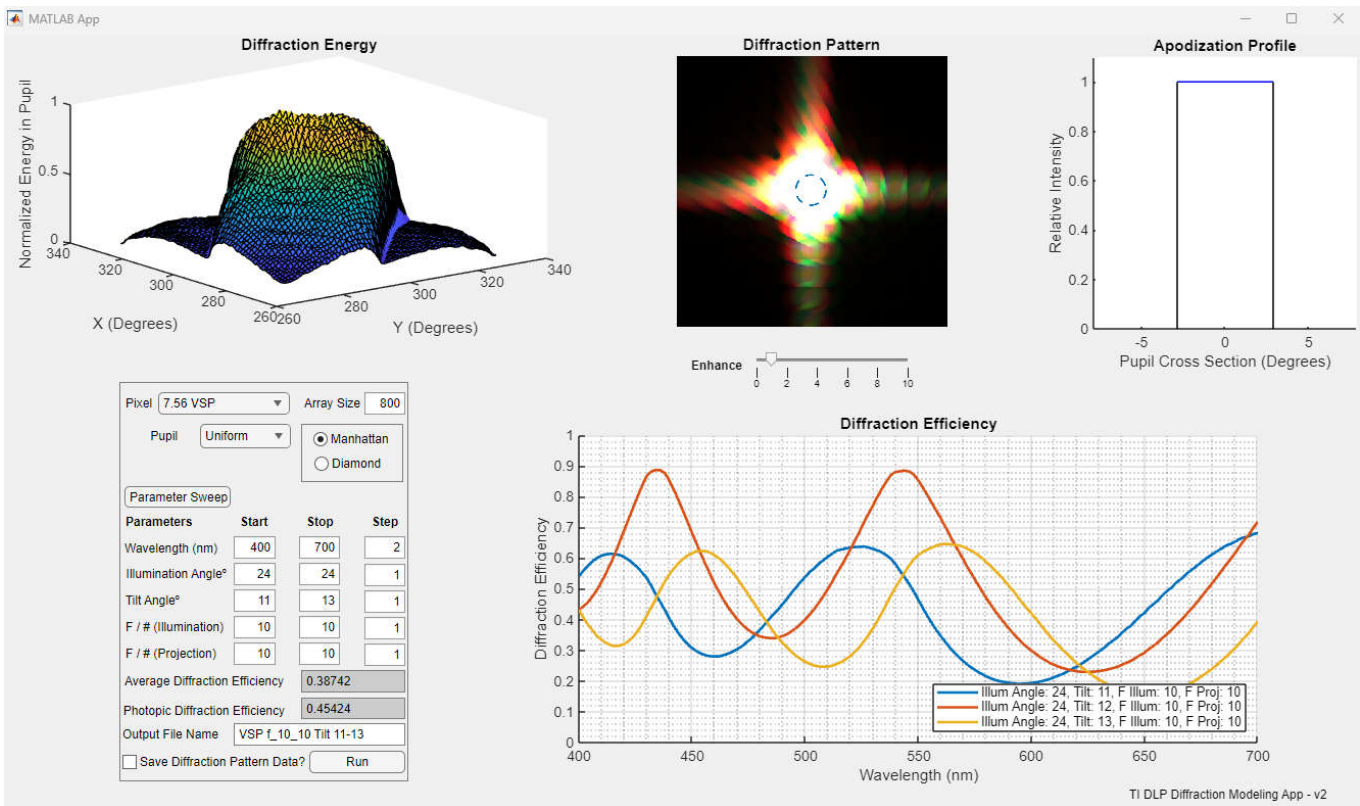 MATLAB App
Diffraction Energy
Normalized Energy in Pupil
1
0.5
0
340
320
300
280
260
260
280
300
320
340
X (Degrees)
Y (Degrees)
Diffraction Pattern
Enhance
0 2 4 6 8 10
Apodization Profile
Relative Intensity
1
0.8
0.6
0.4
0.2
0
-5 0 5
Pupil Cross Section (Degrees)
Pixel 7.56 VSP Array Size 800
Pupil Uniform
Manhattan
Diamond
Parameter Sweep
Parameters Start Stop Step
Wavelength (nm) 400 700 2
Illumination Angle° 24 24 1
Tilt Angle° 11 13 1
F / # (Illumination) 10 10 1
F / # (Projection) 10 10 1
Average Diffraction Efficiency 0.38742
Photopic Diffraction Efficiency 0.45424
Output File Name VSP f_10_10 Tilt 11-13
Save Diffraction Pattern Data? Run
Diffraction Efficiency
Diffraction Efficiency
1
0.9
0.8
0.7
0.6
0.5
0.4
0.3
0.2
0.1
0
400 450 500 550 600 650 700
Wavelength (nm)
Illum Angle: 24, Tilt: 11, F Illum: 10, F Proj: 10
Illum Angle: 24, Tilt: 12, F Illum: 10, F Proj: 10
Illum Angle: 24, Tilt: 13, F Illum: 10, F Proj: 10
TI DLP Diffraction Modeling App - v2